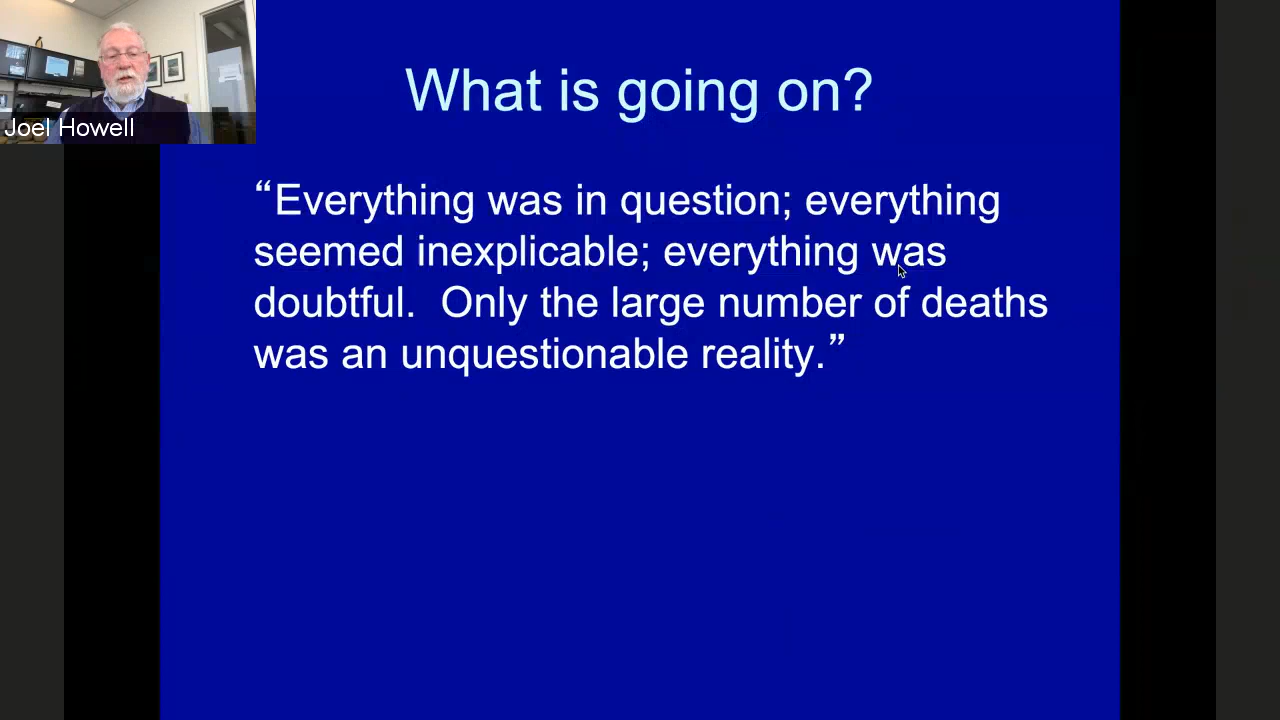 Joel Howell
What is going on?
“Everything was in question; everything
seemed inexplicable; everything was
doubtful.  Only the large number of deaths
was an unquestionable reality.”